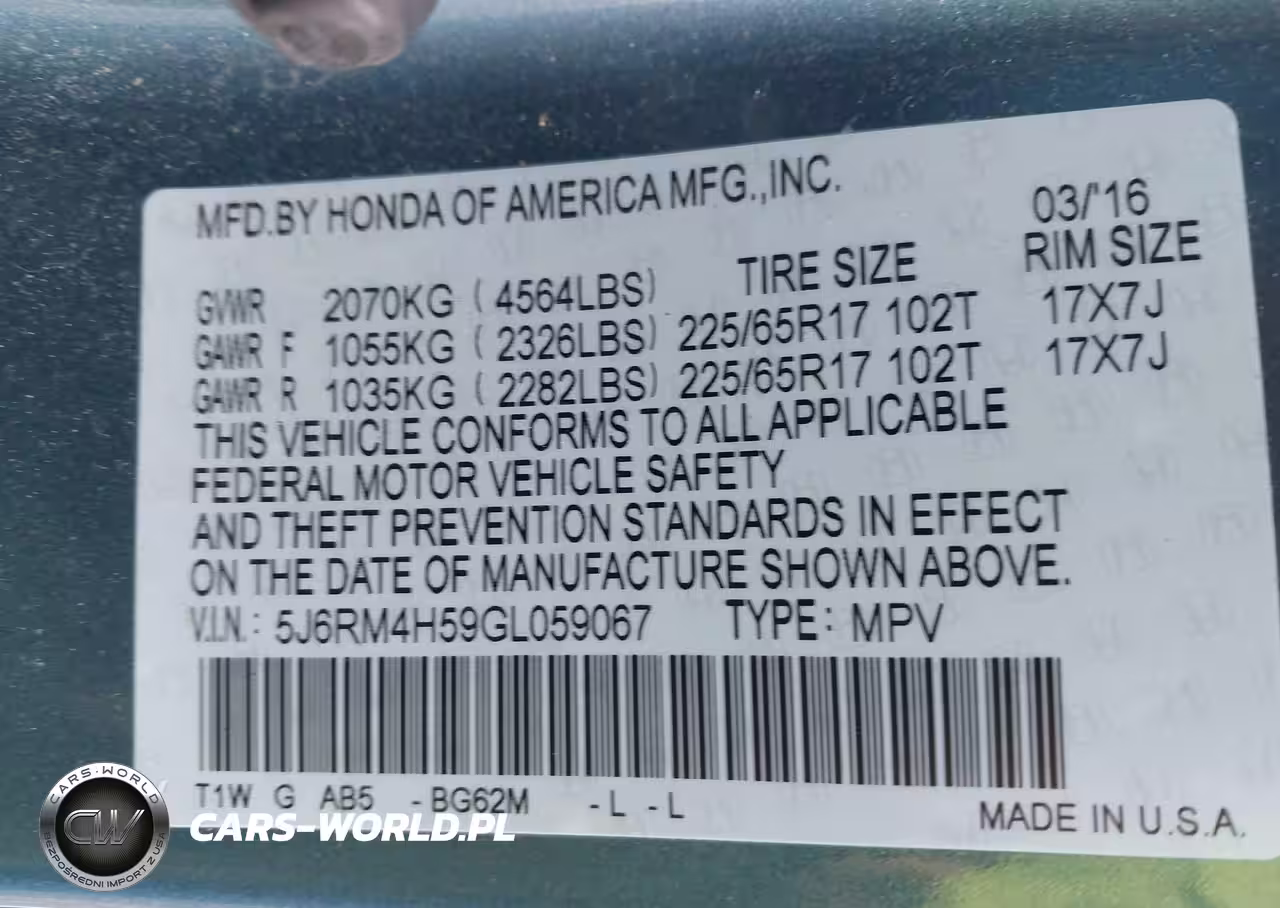 MFD.BY HONDA OF AMERICA MFG.,INC. 03/'16
TIRE SIZE RIM SIZE
GVWR 2070KG ( 4564LBS)
GAWR F 1055KG ( 2326LBS) 225/65R17 102T 17X7J
GAWR R 1035KG ( 2282LBS) 225/65R17 102T 17X7J
THIS VEHICLE CONFORMS TO ALL APPLICABLE
FEDERAL MOTOR VEHICLE SAFETY
AND THEFT PREVENTION STANDARDS IN EFFECT
ON THE DATE OF MANUFACTURE SHOWN ABOVE.
V.I.N.: 5J6RM4H59GL059067 TYPE: MPV
T1W G AB5 -BG62M -L -L
MADE IN U.S.A.
CARS-WORLD
CW
BEZPOŚREDNI IMPORT Z USA
CARS-WORLD.PL